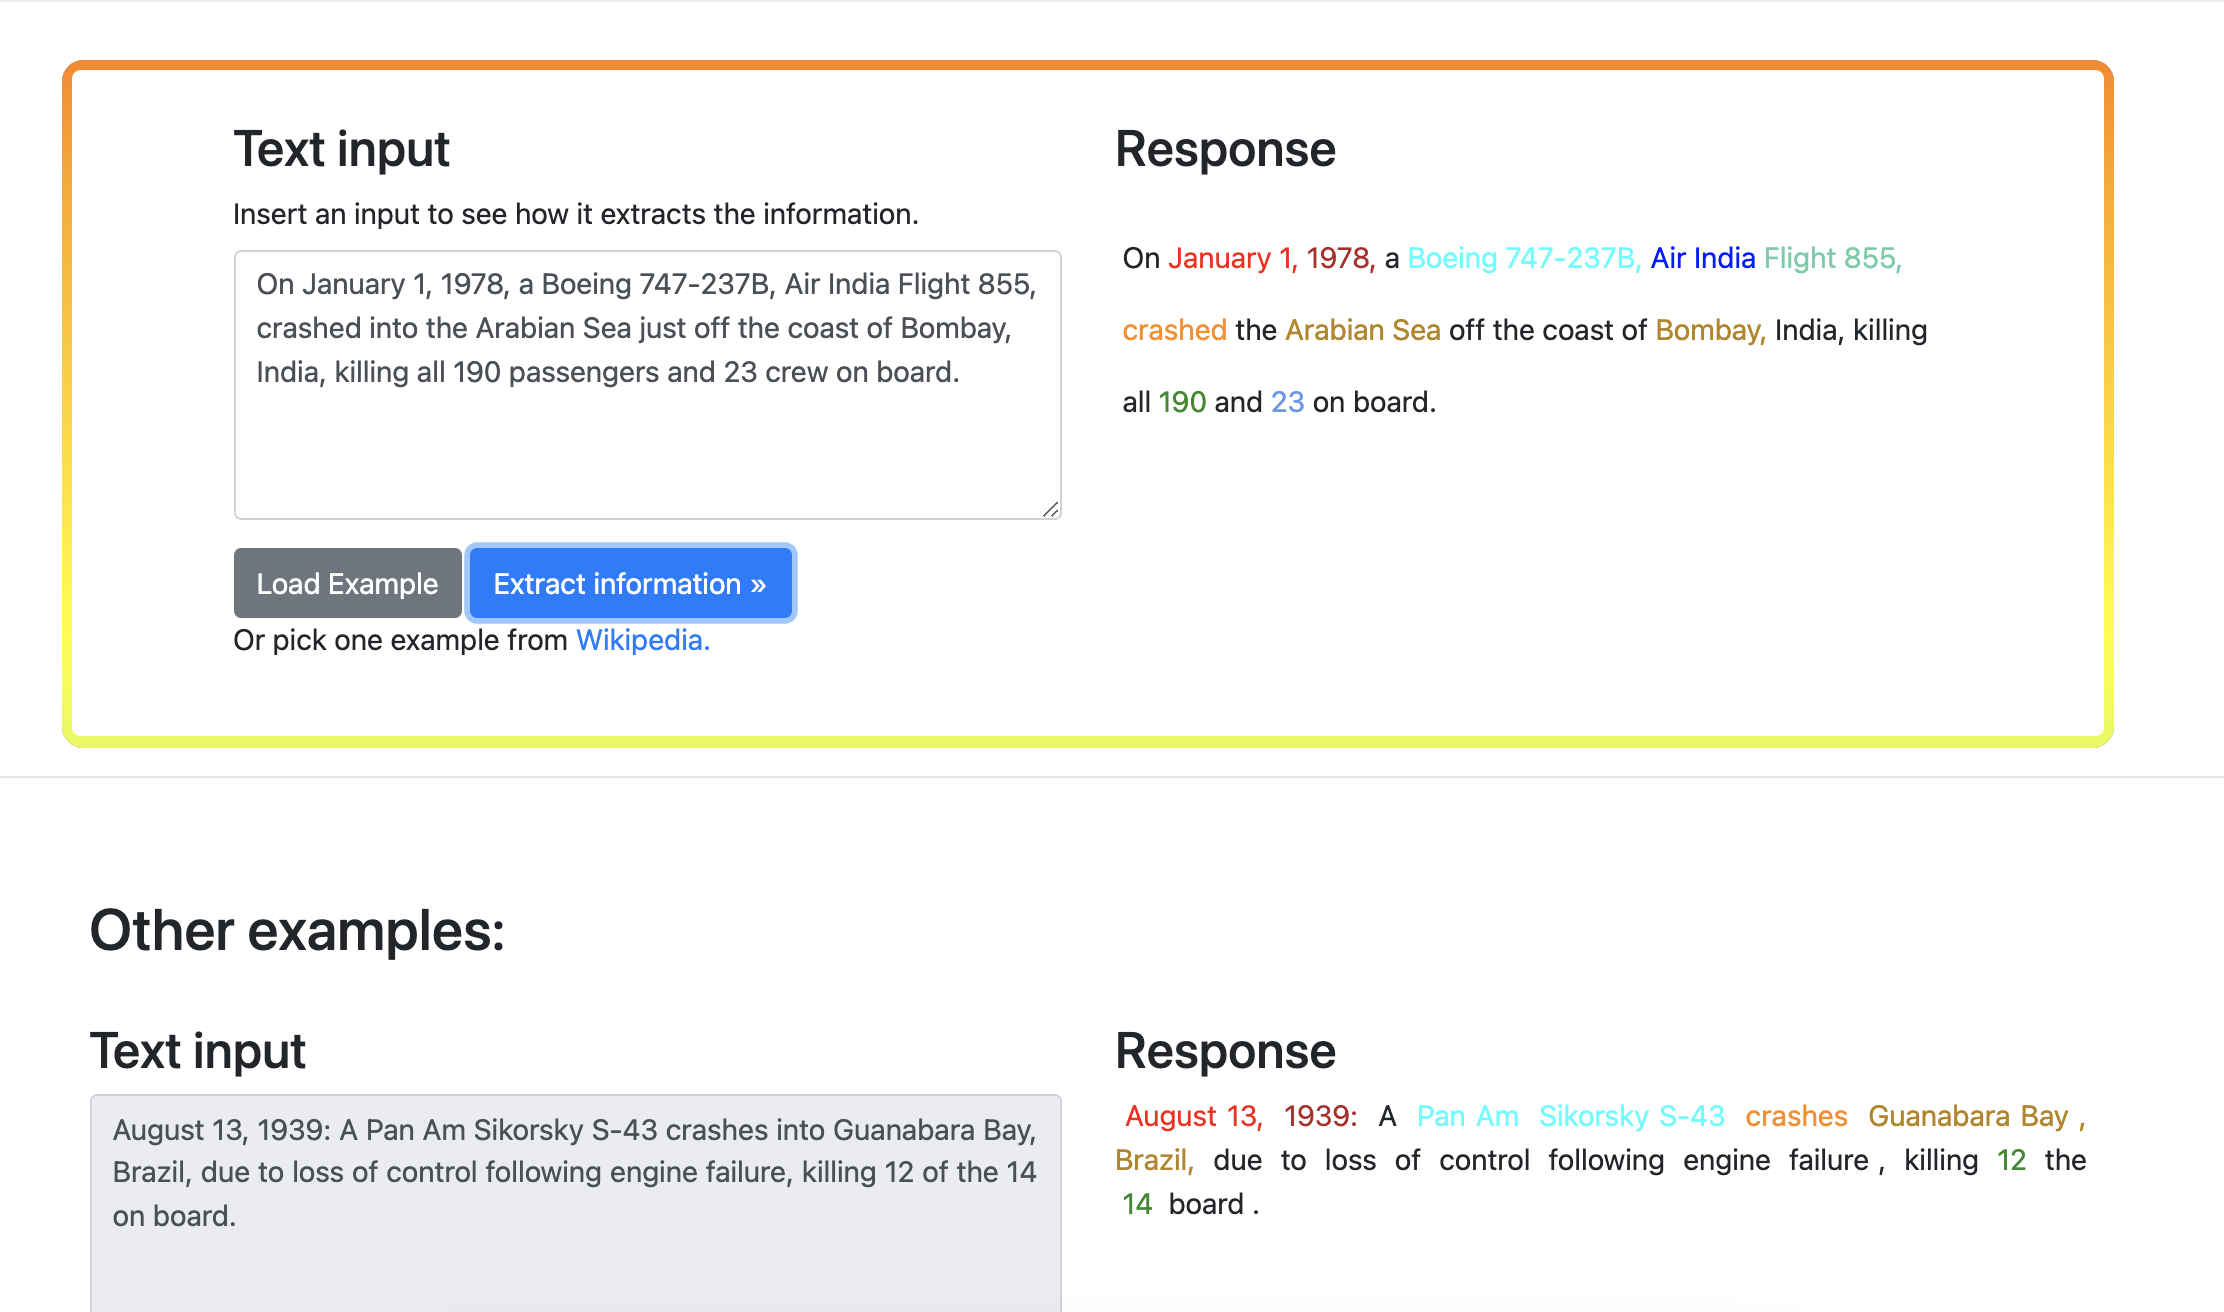 Text input
Insert an input to see how it extracts the information.
On January 1, 1978, a Boeing 747-237B, Air India Flight 855,
crashed into the Arabian Sea just off the coast of Bombay,
India, killing all 190 passengers and 23 crew on board.
Load Example
Extract information »
Or pick one example from Wikipedia.
Response
On January 1, 1978, a Boeing 747-237B, Air India Flight 855,
crashed the Arabian Sea off the coast of Bombay, India, killing
all 190 and 23 on board.
Other examples:
Text input
August 13, 1939: A Pan Am Sikorsky S-43 crashes into Guanabara Bay,
Brazil, due to loss of control following engine failure, killing 12 of the 14
on board.
Response
August 13, 1939: A Pan Am Sikorsky S-43 crashes Guanabara Bay ,
Brazil, due to loss of control following engine failure , killing 12 the
14 board .